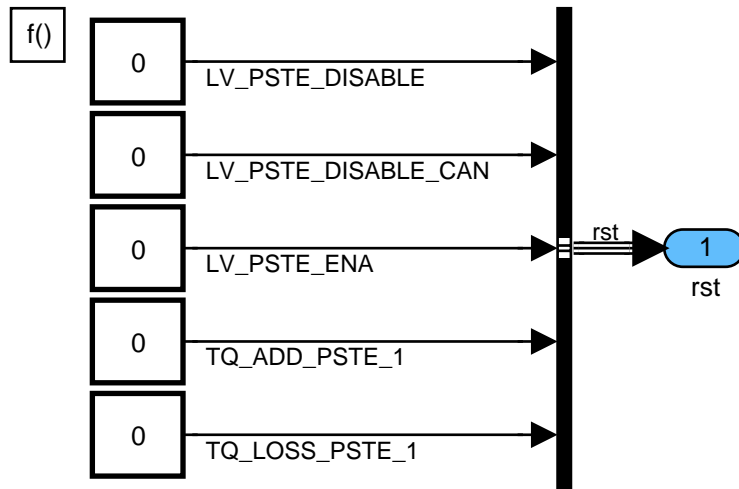 f()
0
LV_PSTE_DISABLE
0
LV_PSTE_DISABLE_CAN
0
LV_PSTE_ENA
rst
1
rst
0
TQ_ADD_PSTE_1
0
TQ_LOSS_PSTE_1